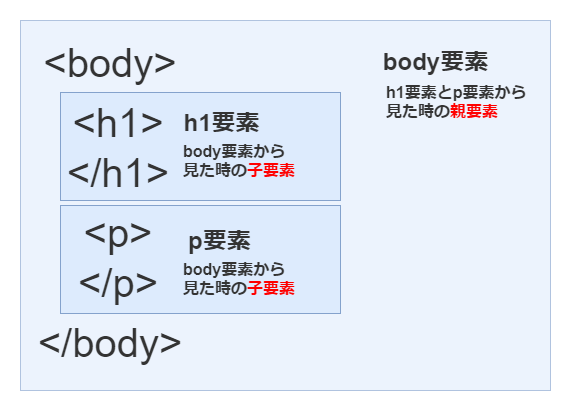 <body>
body要素
h1要素とp要素から
見た時の親要素
<h1>
</h1>
h1要素
body要素から
見た時の子要素
<p>
</p>
p要素
body要素から
見た時の子要素
</body>